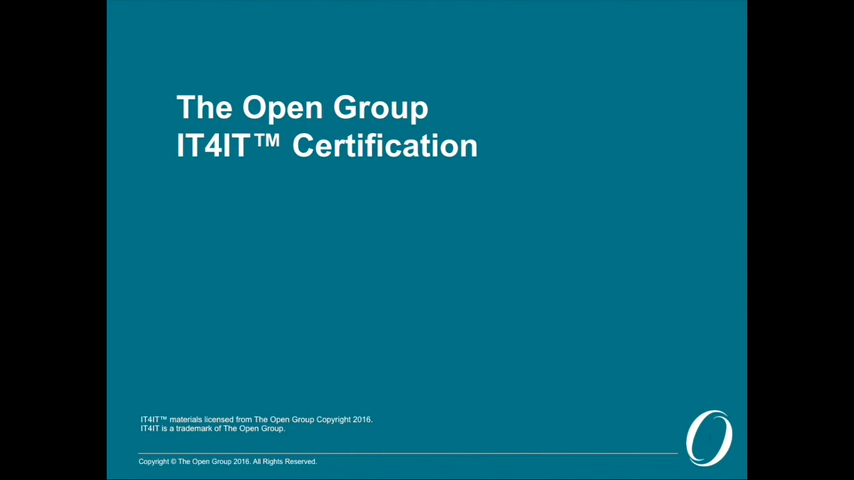 The Open Group
IT4IT™ Certification
IT4IT™ materials licensed from The Open Group Copyright 2016.
IT4IT is a trademark of The Open Group.
Copyright © The Open Group 2016. All Rights Reserved.